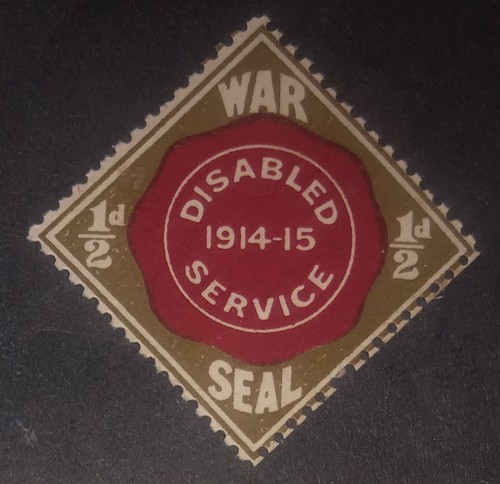 WAR
DISABLED
½d
1914-15
½d
SERVICE
SEAL